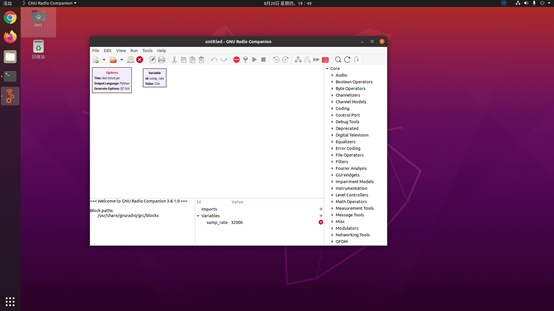 活动
GNU Radio Companion
8月20日 星期四, 19 : 49
test
回收站
untitled - GNU Radio Companion
File Edit View Run Tools Help
Options
Title: Not titled yet
Output Language: Python
Generate Options: QT GUI
Variable
Id: samp_rate
Value: 32k
Core
Audio
Boolean Operators
Byte Operators
Channelizers
Channel Models
Coding
Control Port
Debug Tools
Deprecated
Digital Television
Equalizers
Error Coding
File Operators
Filters
Fourier Analysis
GUI Widgets
Impairment Models
Instrumentation
Level Controllers
Math Operators
Measurement Tools
Message Tools
Misc
Modulators
Networking Tools
OFDM
<<< Welcome to GNU Radio Companion 3.8.1.0 >>>
Block paths:
/usr/share/gnuradio/grc/blocks
Id Value
Imports
Variables
samp_rate 32000